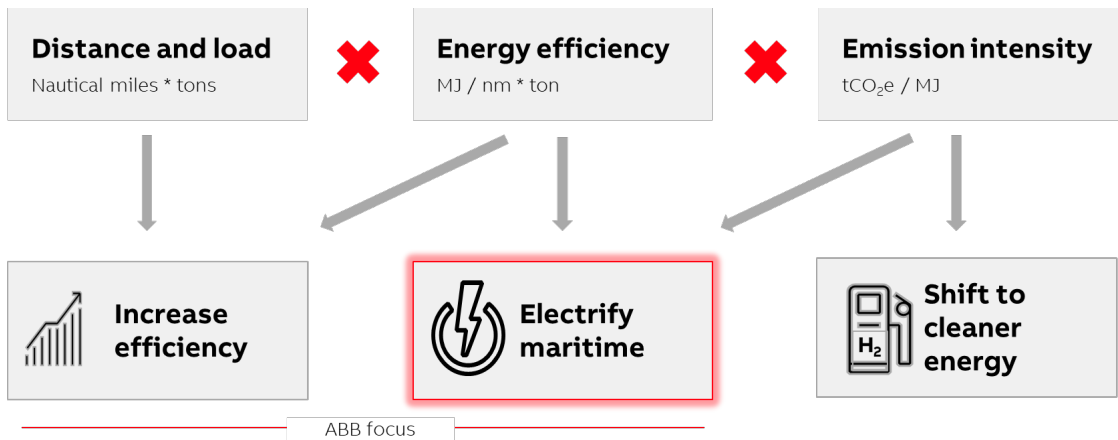 Distance and load
Nautical miles * tons
Energy efficiency
MJ / nm * ton
Emission intensity
tCO₂e / MJ
Increase
efficiency
Electrify
maritime
H₂
Shift to
cleaner
energy
ABB focus